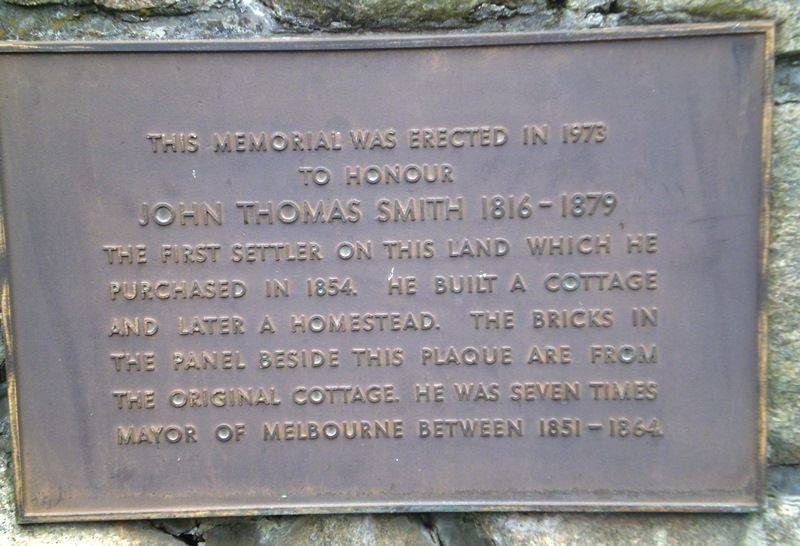 THIS MEMORIAL WAS ERECTED IN 1973
TO HONOUR
JOHN THOMAS SMITH 1816 - 1879
THE FIRST SETTLER ON THIS LAND WHICH HE
PURCHASED IN 1854. HE BUILT A COTTAGE
AND LATER A HOMESTEAD. THE BRICKS IN
THE PANEL BESIDE THIS PLAQUE ARE FROM
THE ORIGINAL COTTAGE. HE WAS SEVEN TIMES
MAYOR OF MELBOURNE BETWEEN 1851 - 1864.